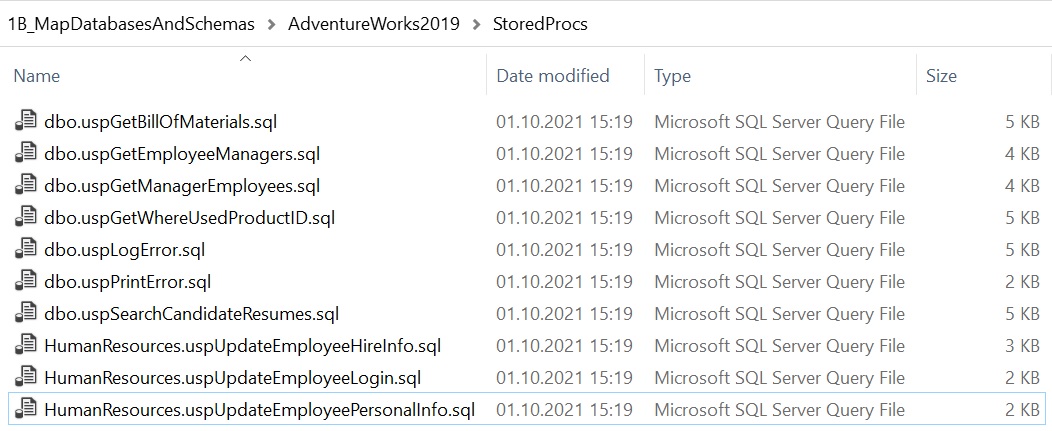 1B_MapDatabasesAndSchemas > AdventureWorks2019 > StoredProcs
Name Date modified Type Size
dbo.uspGetBillOfMaterials.sql 01.10.2021 15:19 Microsoft SQL Server Query File 5 KB
dbo.uspGetEmployeeManagers.sql 01.10.2021 15:19 Microsoft SQL Server Query File 4 KB
dbo.uspGetManagerEmployees.sql 01.10.2021 15:19 Microsoft SQL Server Query File 4 KB
dbo.uspGetWhereUsedProductID.sql 01.10.2021 15:19 Microsoft SQL Server Query File 5 KB
dbo.uspLogError.sql 01.10.2021 15:19 Microsoft SQL Server Query File 5 KB
dbo.uspPrintError.sql 01.10.2021 15:19 Microsoft SQL Server Query File 2 KB
dbo.uspSearchCandidateResumes.sql 01.10.2021 15:19 Microsoft SQL Server Query File 5 KB
HumanResources.uspUpdateEmployeeHireInfo.sql 01.10.2021 15:19 Microsoft SQL Server Query File 3 KB
HumanResources.uspUpdateEmployeeLogin.sql 01.10.2021 15:19 Microsoft SQL Server Query File 2 KB
HumanResources.uspUpdateEmployeePersonalInfo.sql 01.10.2021 15:19 Microsoft SQL Server Query File 2 KB